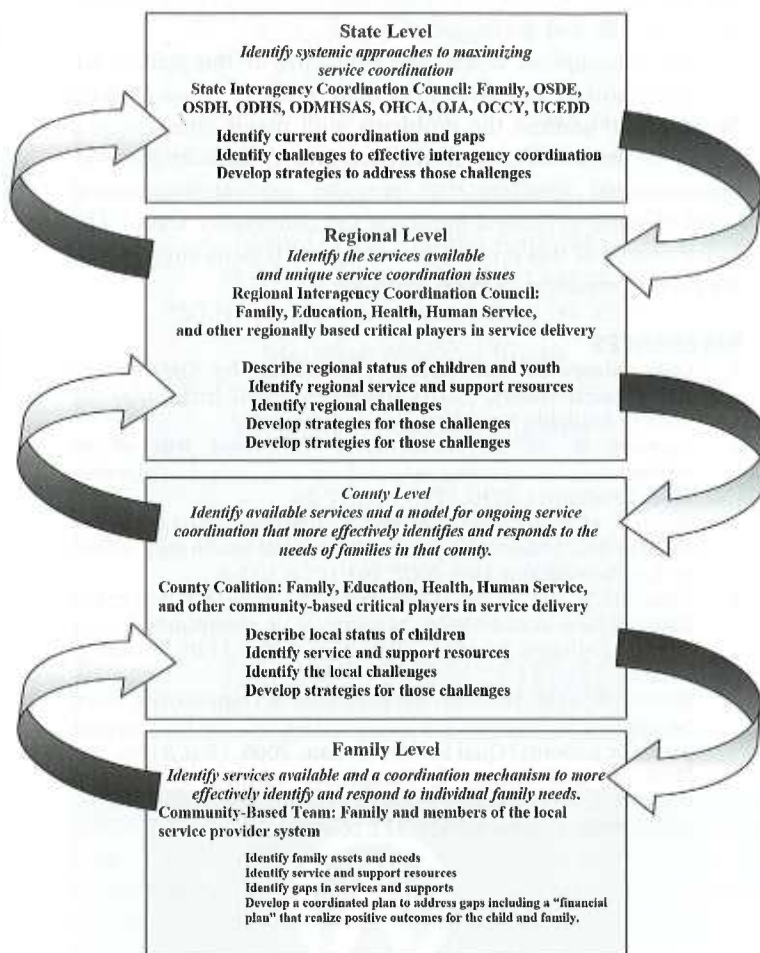 State Level
Identify systemic approaches to maximizing
service coordination
State Interagency Coordination Council: Family, OSDE,
OSDH, ODHS, ODMHSAS, OHCA, OJA, OCCY, UCEDD
Identify current coordination and gaps
Identify challenges to effective interagency coordination
Develop strategies to address those challenges
Regional Level
Identify the services available
and unique service coordination issues
Regional Interagency Coordination Council:
Family, Education, Health, Human Service,
and other regionally based critical players in service delivery
Describe regional status of children and youth
Identify regional service and support resources
Identify regional challenges
Develop strategies for those challenges
Develop strategies for those challenges
County Level
Identify available services and a model for ongoing service
coordination that more effectively identifies and responds to the
needs of families in that county.
County Coalition: Family, Education, Health, Human Service,
and other community-based critical players in service delivery
Describe local status of children
Identify service and support resources
Identify the local challenges
Develop strategies for those challenges
Family Level
Identify services available and a coordination mechanism to more
effectively identify and respond to individual family needs.
Community-Based Team: Family and members of the local
service provider system
Identify family assets and needs
Identify service and support resources
Identify gaps in services and supports
Develop a coordinated plan to address gaps including a “financial
plan” that realize positive outcomes for the child and family.